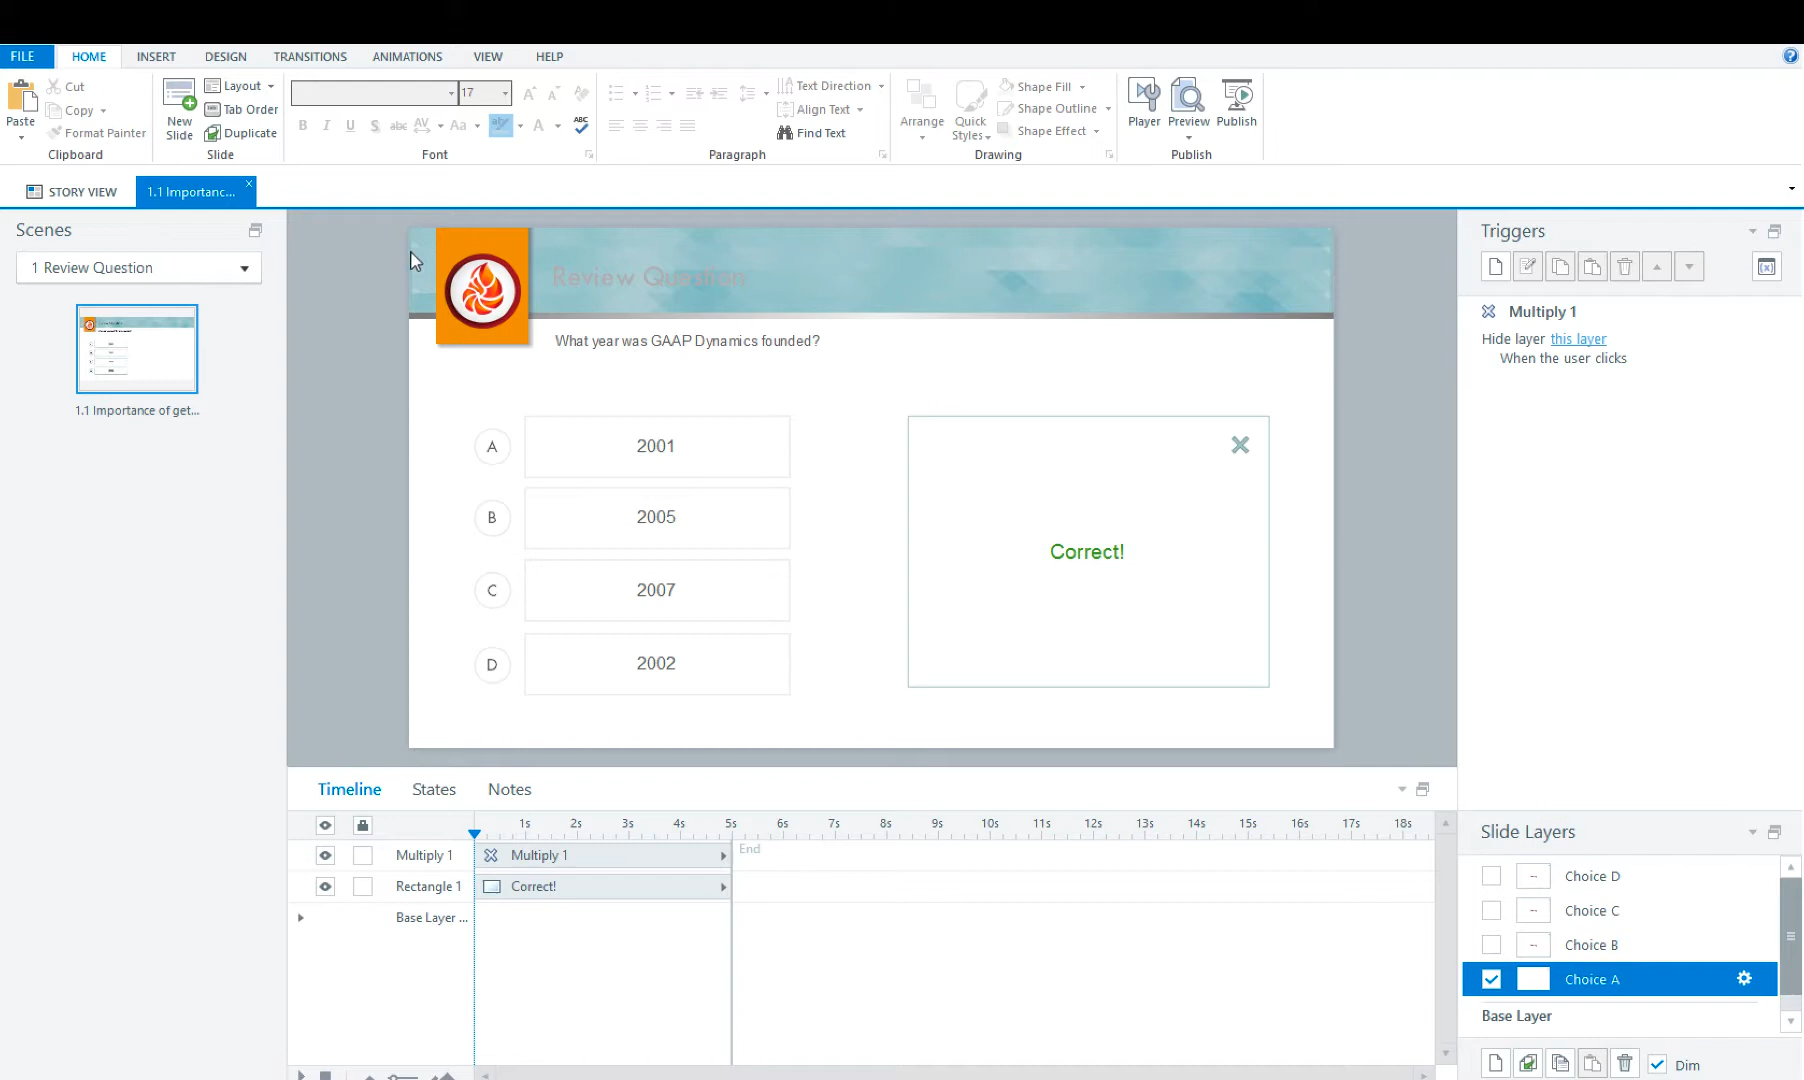 FILE HOME INSERT DESIGN TRANSITIONS ANIMATIONS VIEW HELP
Paste
Cut
Copy
Format Painter
Clipboard
New Slide
Layout
Tab Order
Duplicate
Slide
17
B I U S abc AV Aa A ABC
Font
Text Direction
Align Text
Find Text
Paragraph
Arrange
Quick Styles
Shape Fill
Shape Outline
Shape Effect
Drawing
Player
Preview
Publish
Publish
STORY VIEW
1.1 Importanc...
Scenes
1 Review Question
1.1 Importance of get...
Review Question
What year was GAAP Dynamics founded?
A 2001
B 2005
C 2007
D 2002
Correct!
Triggers
Multiply 1
Hide layer this layer
When the user clicks
Timeline States Notes
1s 2s 3s 4s 5s 6s 7s 8s 9s 10s 11s 12s 13s 14s 15s 16s 17s 18s
Multiply 1 Multiply 1 End
Rectangle 1 Correct!
Base Layer ...
Slide Layers
Choice D
Choice C
Choice B
Choice A
Base Layer
Dim